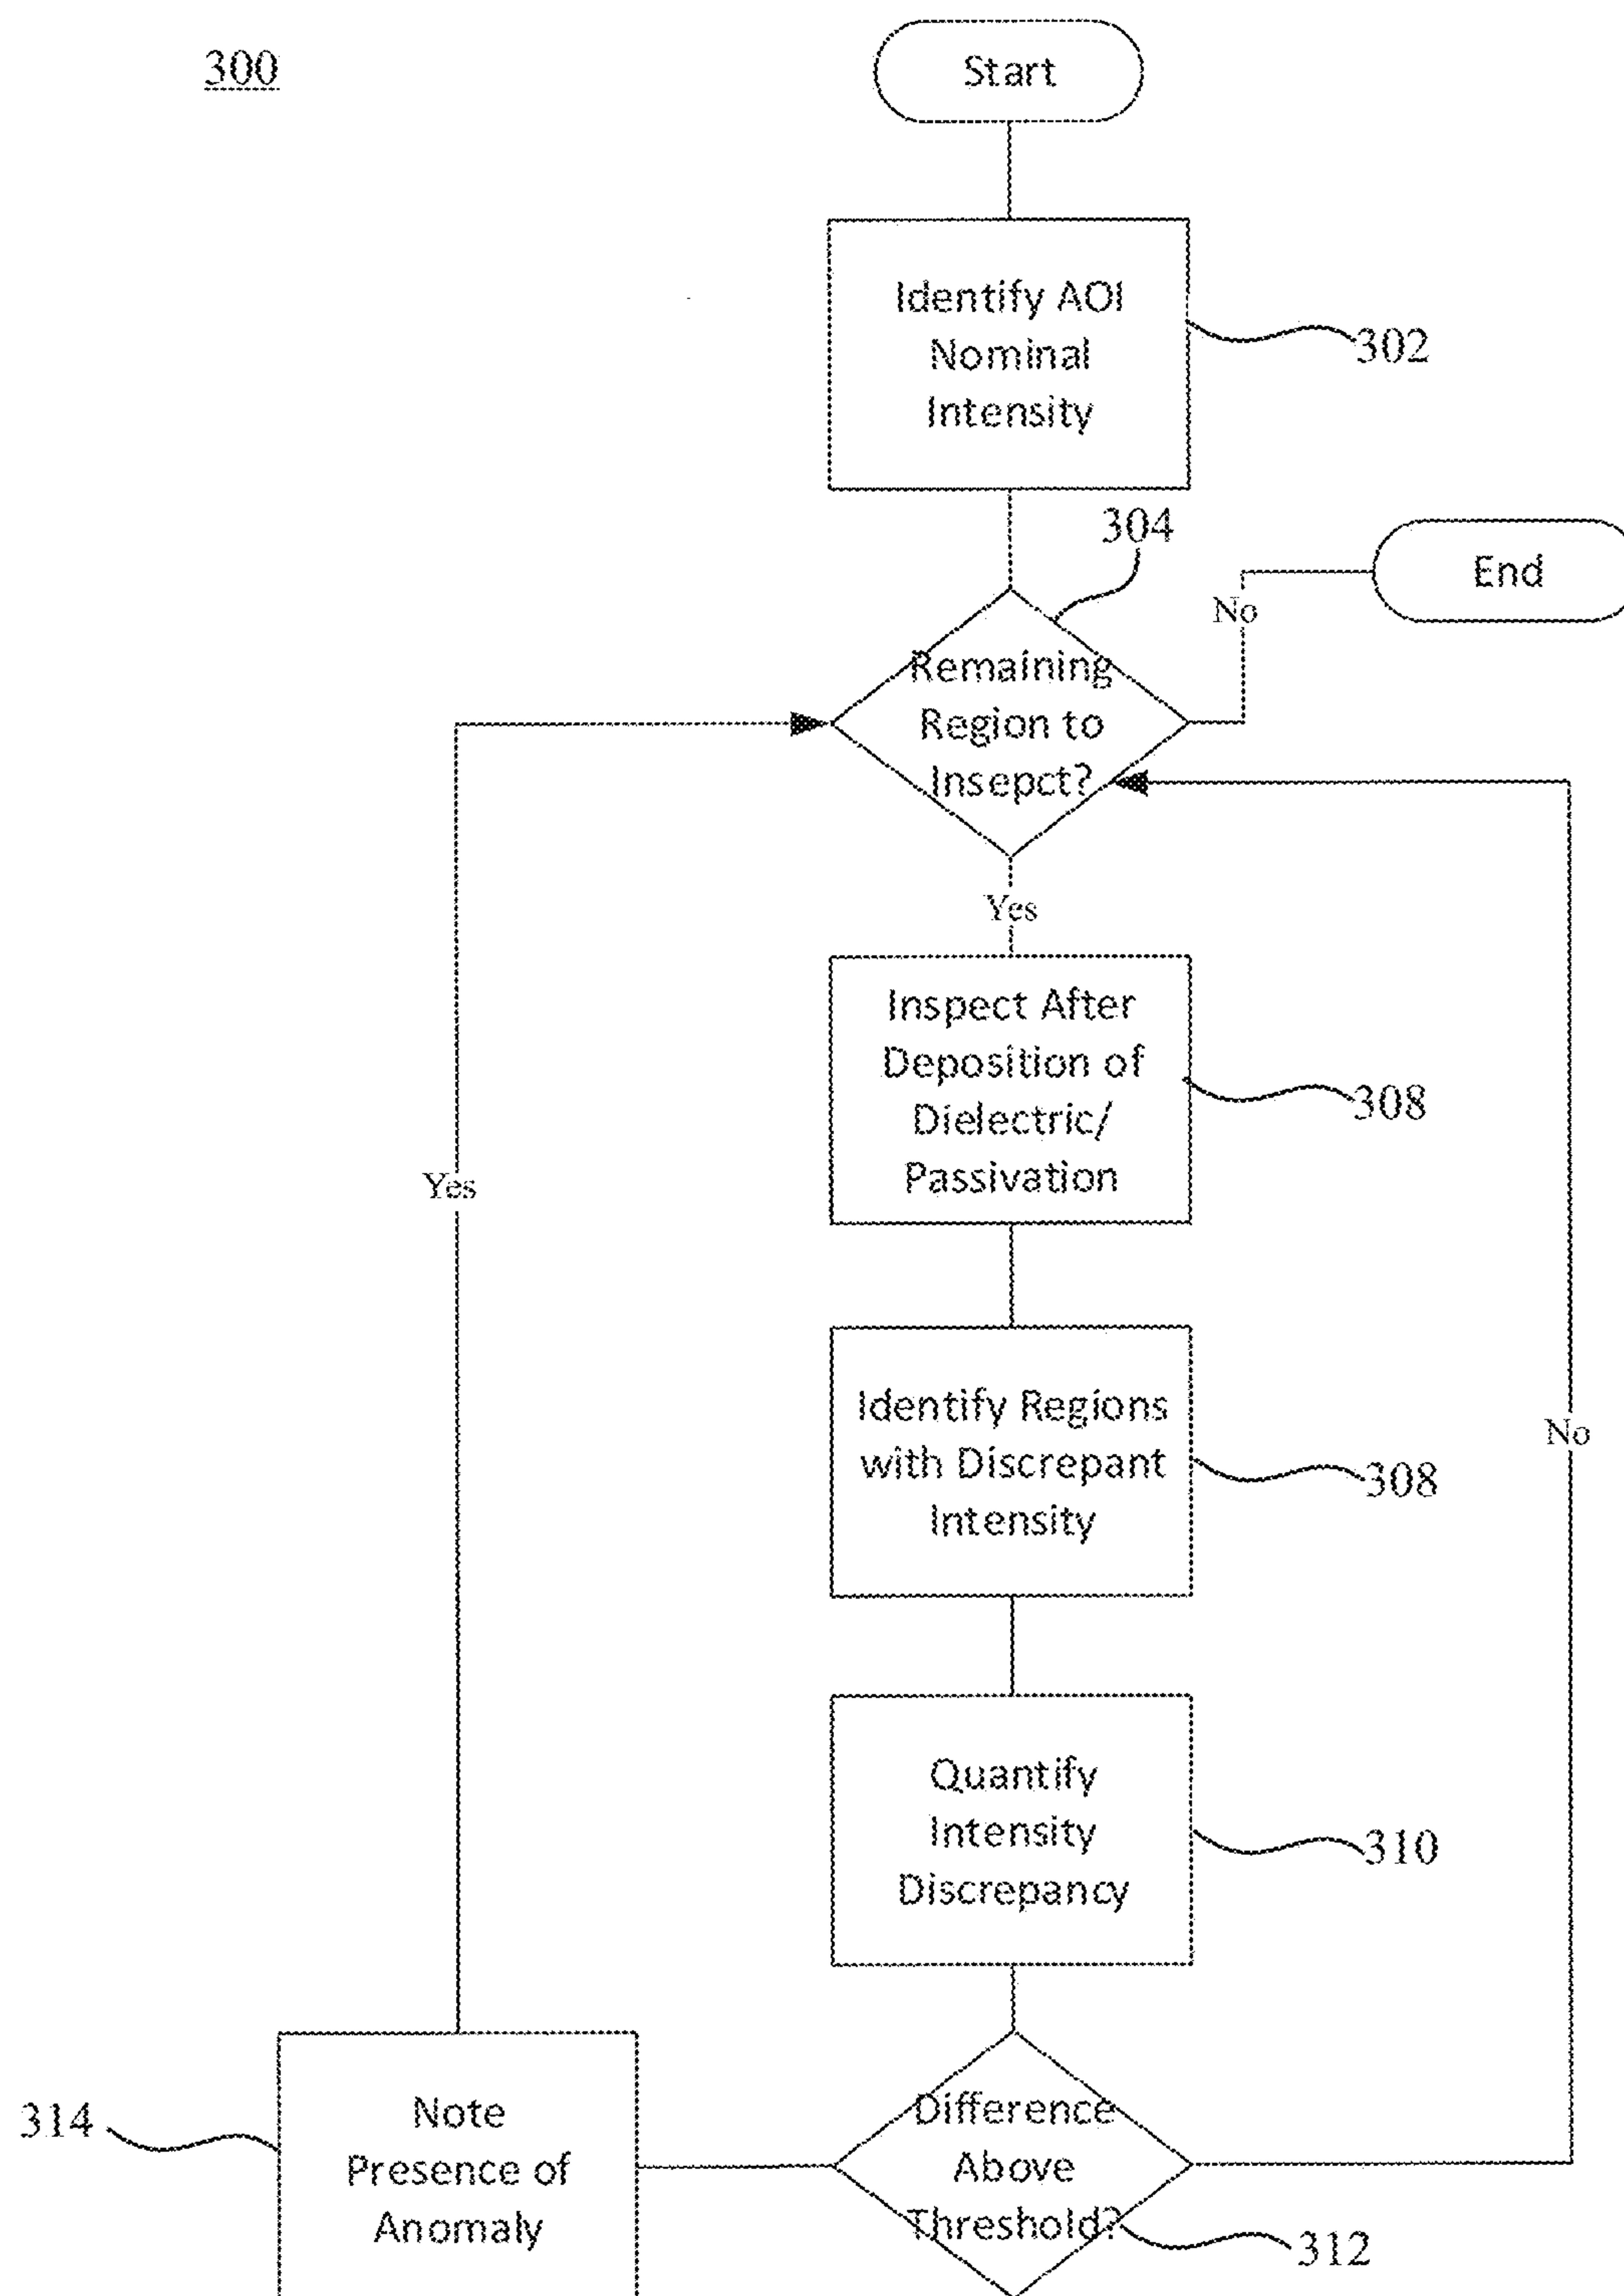 300
Start
Identify AOI
Nominal
Intensity
302
304
End
No
Remaining
Region to
Insepct?
Yes
Inspect After
Deposition of
Dielectric/
Passivation
308
Yes
Identify Regions
with Discrepant
Intensity
308
No
Quantify
Intensity
Discrepancy
310
Note
Presence of
Anomaly
314
Difference
Above
Threshold?
312